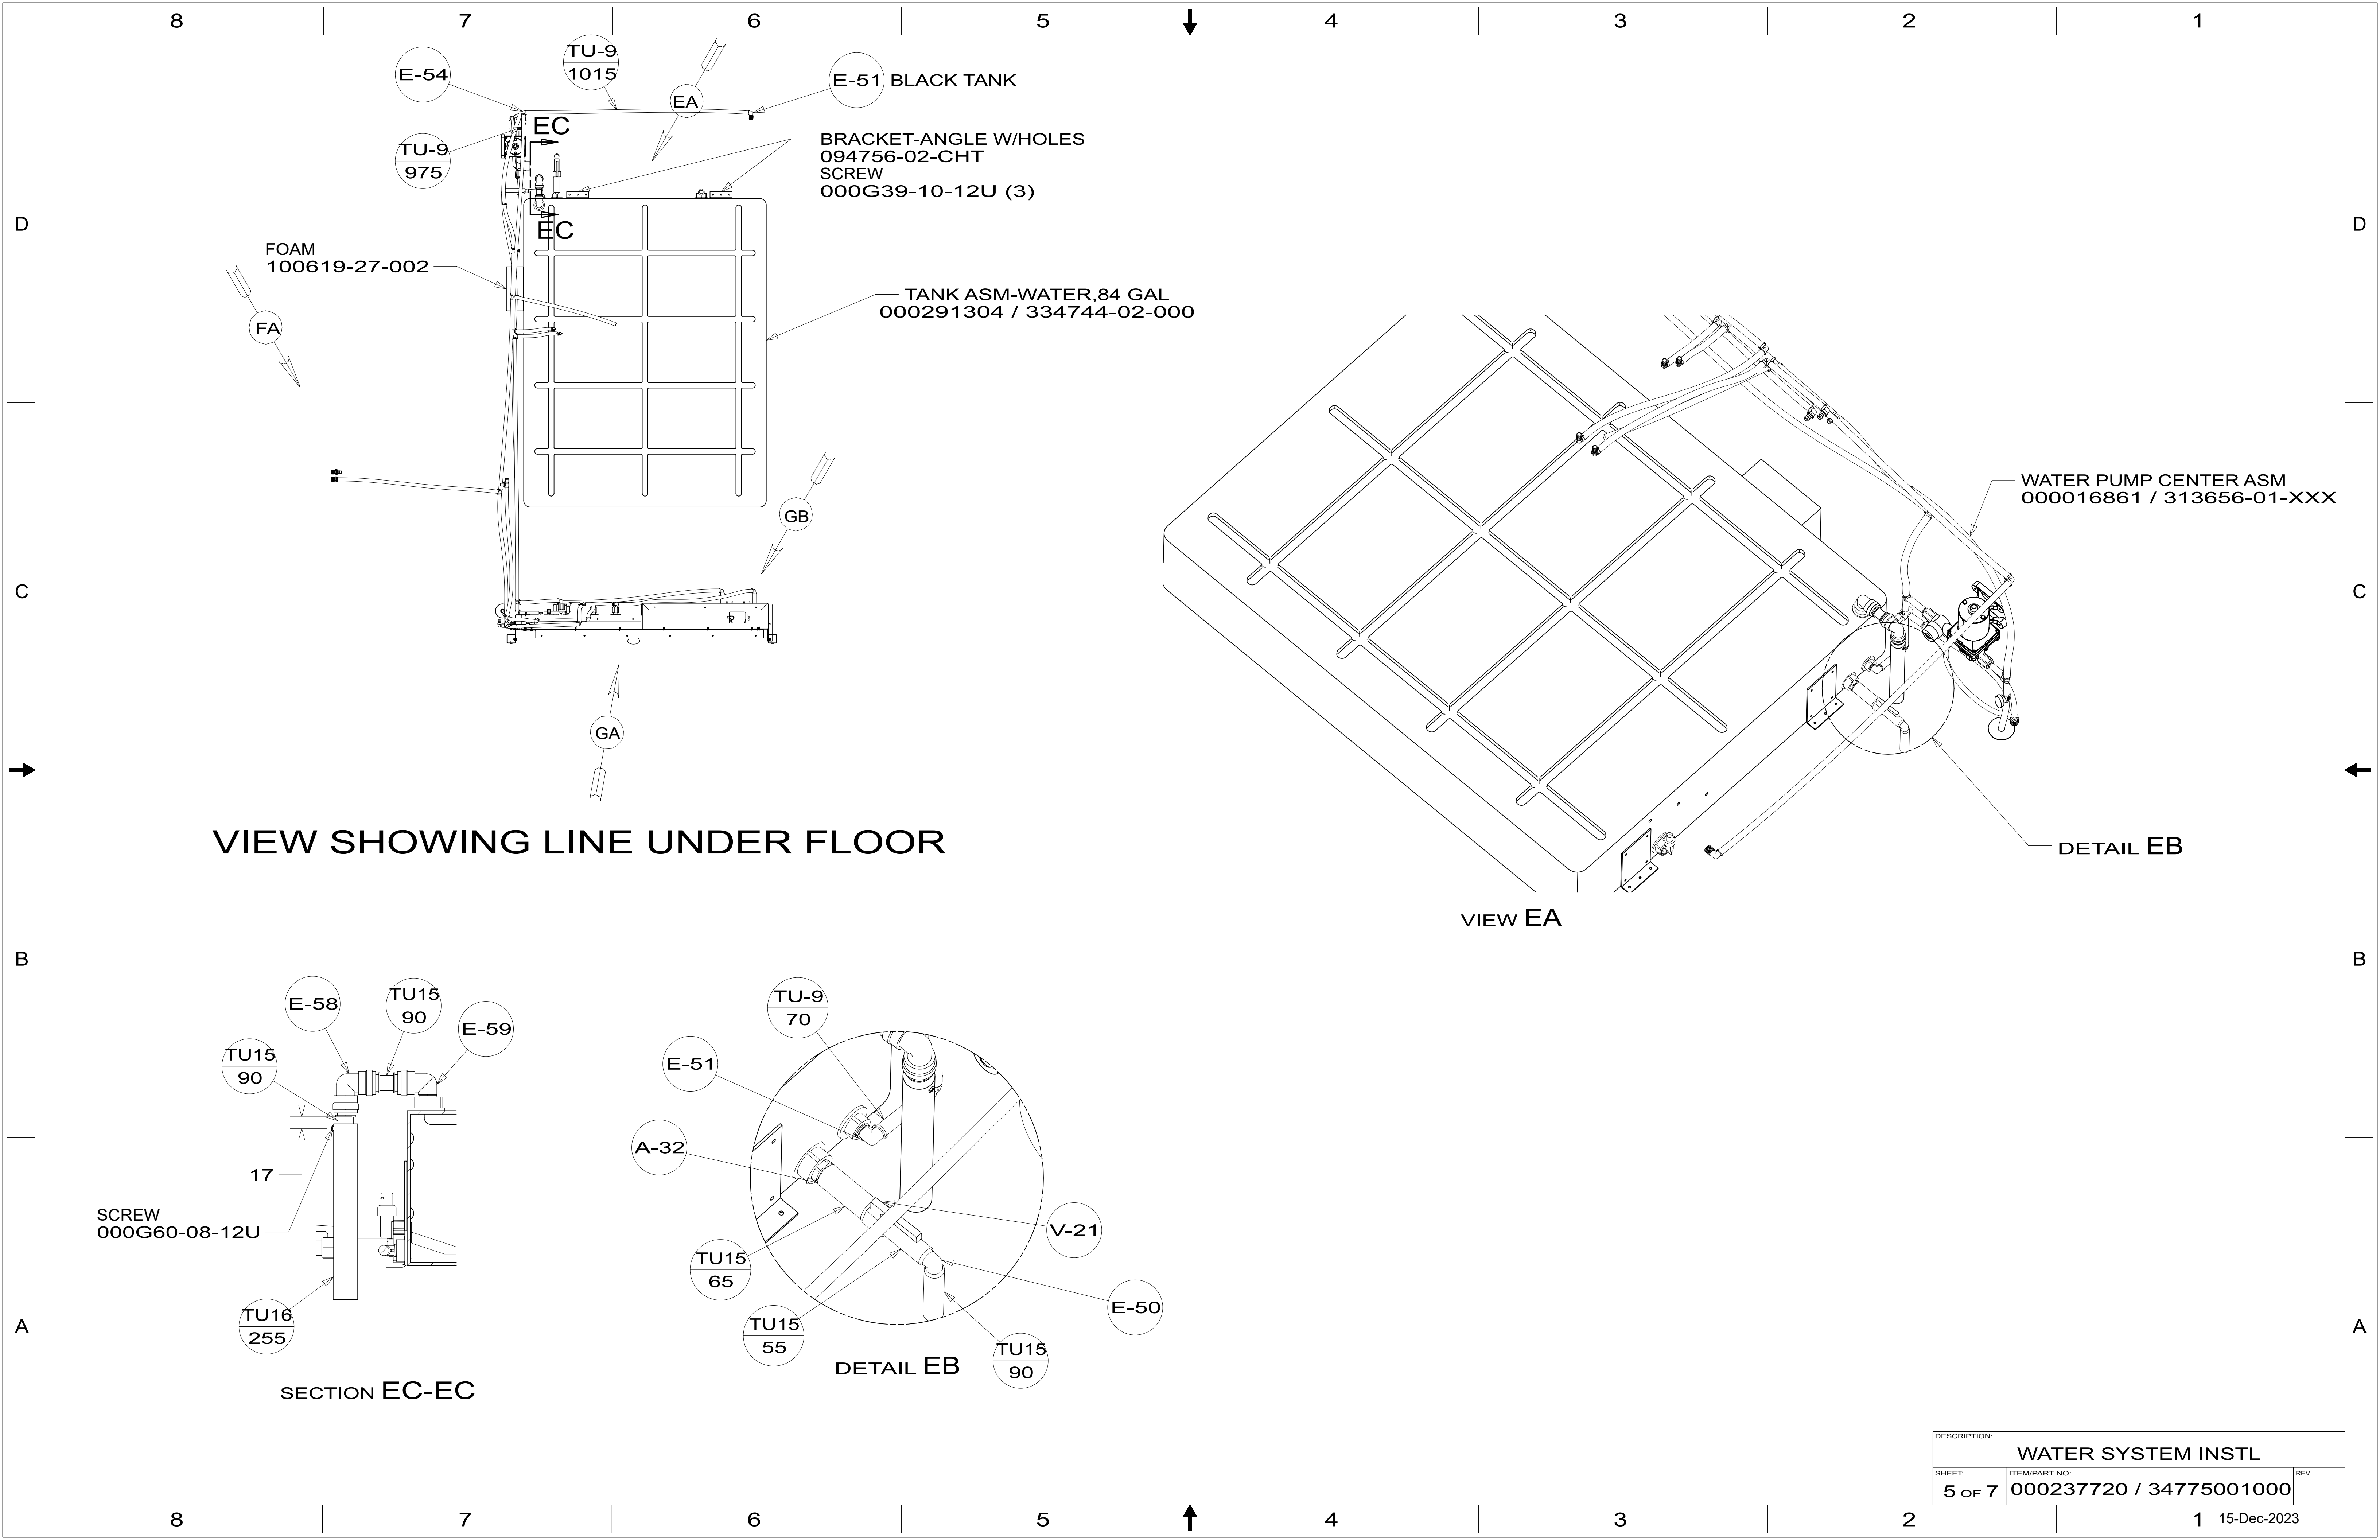 8 7 6 5 4 3 2 1
D
C
B
A
D
C
B
A
E-54
TU-9
1015
EA
E-51 BLACK TANK
TU-9
975
EC
EC
BRACKET-ANGLE W/HOLES
094756-02-CHT
SCREW
000G39-10-12U (3)
FOAM
100619-27-002
TANK ASM-WATER,84 GAL
000291304 / 334744-02-000
FA
GB
GA
VIEW SHOWING LINE UNDER FLOOR
WATER PUMP CENTER ASM
000016861 / 313656-01-XXX
DETAIL EB
VIEW EA
E-58
TU15
90
E-59
TU15
90
17
SCREW
000G60-08-12U
TU16
255
SECTION EC-EC
TU-9
70
E-51
A-32
V-21
TU15
65
E-50
TU15
55
TU15
90
DETAIL EB
DESCRIPTION:
WATER SYSTEM INSTL
SHEET:
5 OF 7
ITEM/PART NO:
000237720 / 34775001000
REV
8 7 6 5 4 3 2 1
15-Dec-2023